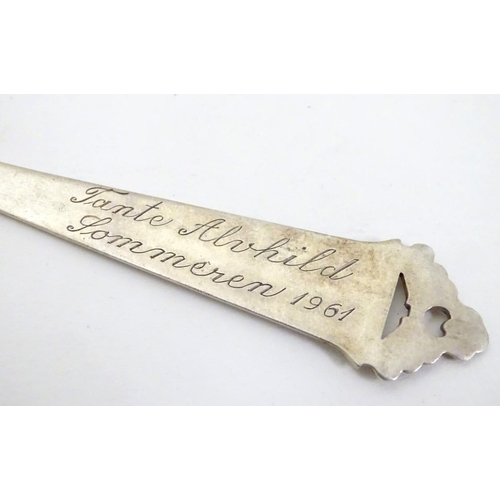 Tante Alvhild
Sommeren 1961